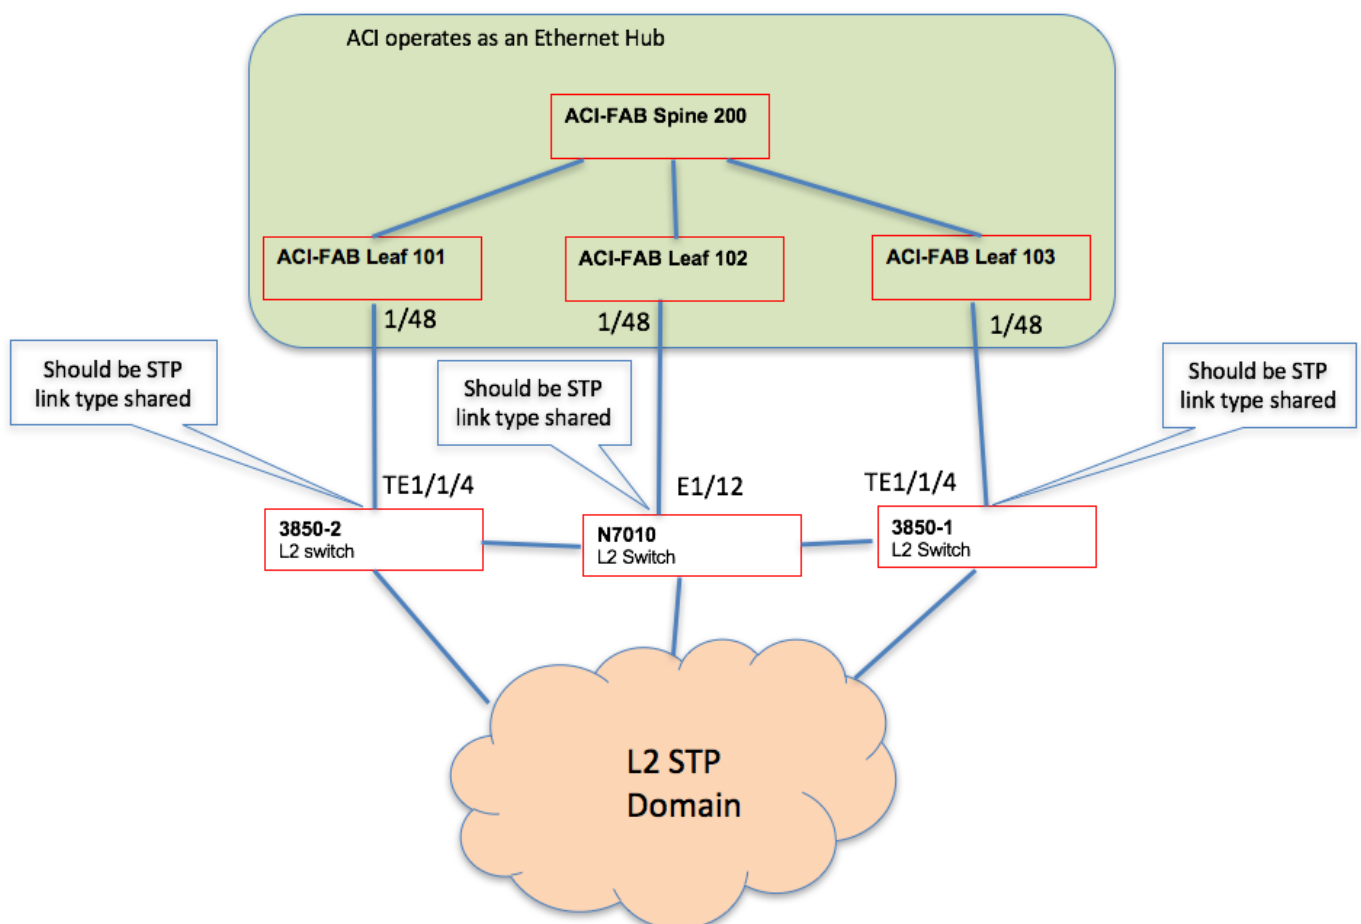 ACI operates as an Ethernet Hub
ACI-FAB Spine 200
ACI-FAB Leaf 101
ACI-FAB Leaf 102
ACI-FAB Leaf 103
1/48
1/48
1/48
Should be STP
link type shared
Should be STP
link type shared
Should be STP
link type shared
TE1/1/4
E1/12
TE1/1/4
3850-2
L2 switch
N7010
L2 Switch
3850-1
L2 Switch
L2 STP
Domain